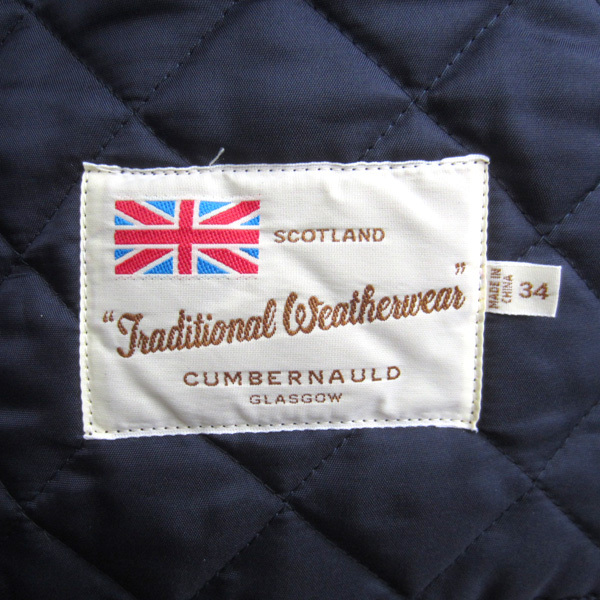 SCOTLAND
"Traditional Weatherwear"
CUMBERNAULD
GLASGOW
MADE IN
CHINA
34